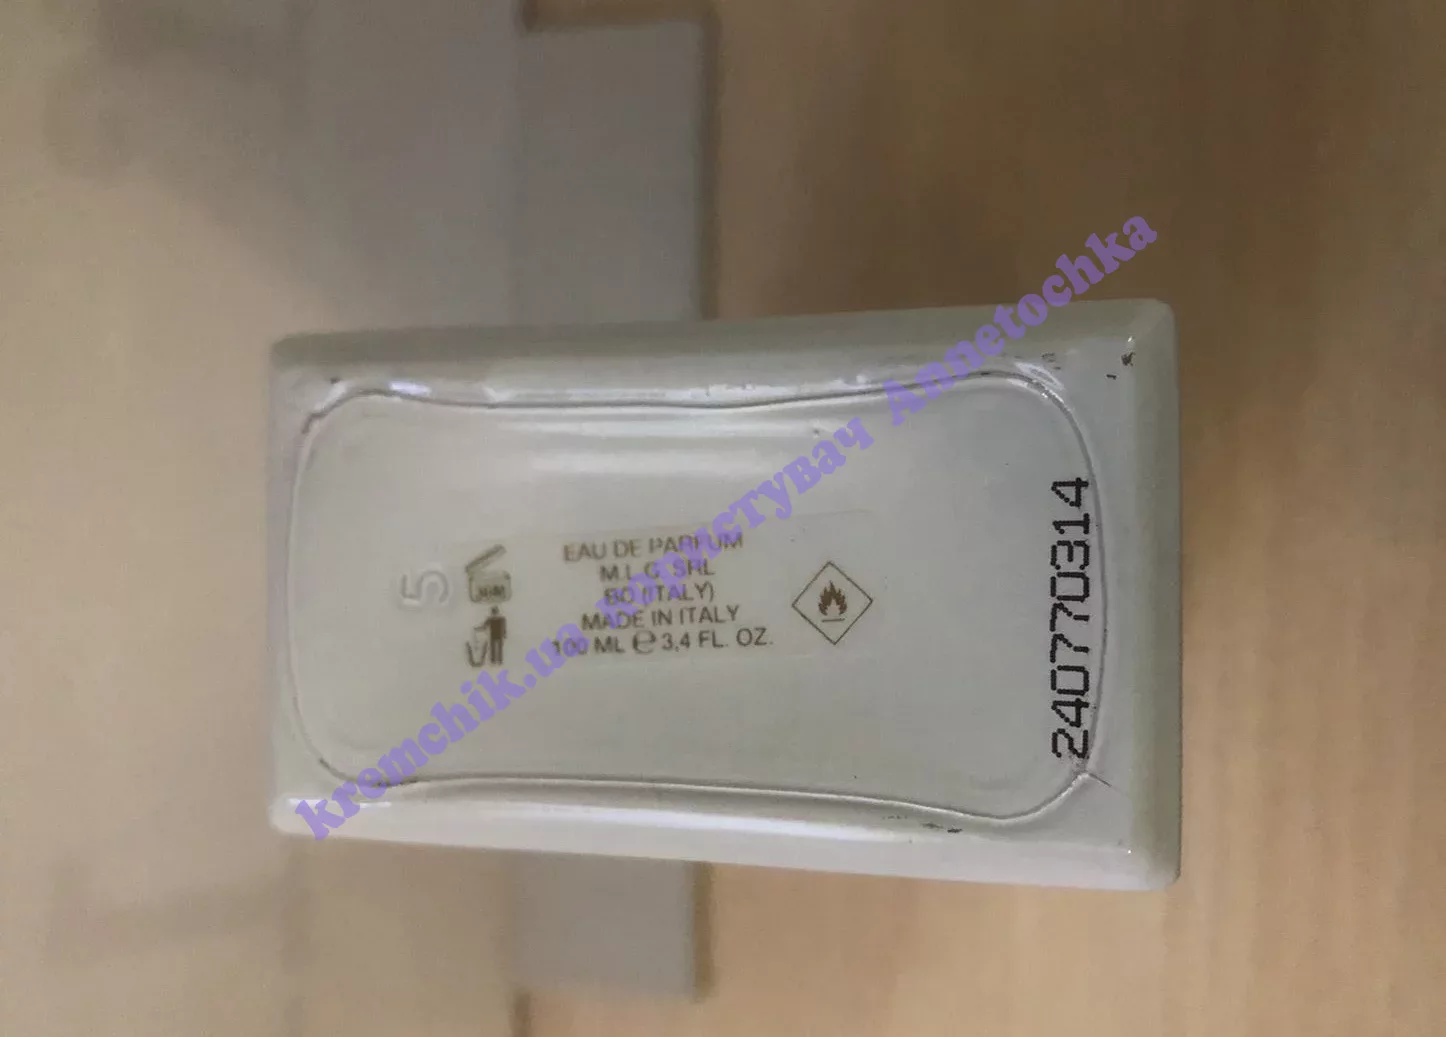 EAU DE PARFUM
M.L.C. SRL
BO (ITALY)
MADE IN ITALY
100 ML ℮ 3,4 FL. OZ.
5
240770314
kremchik.ua користувач Annetochka